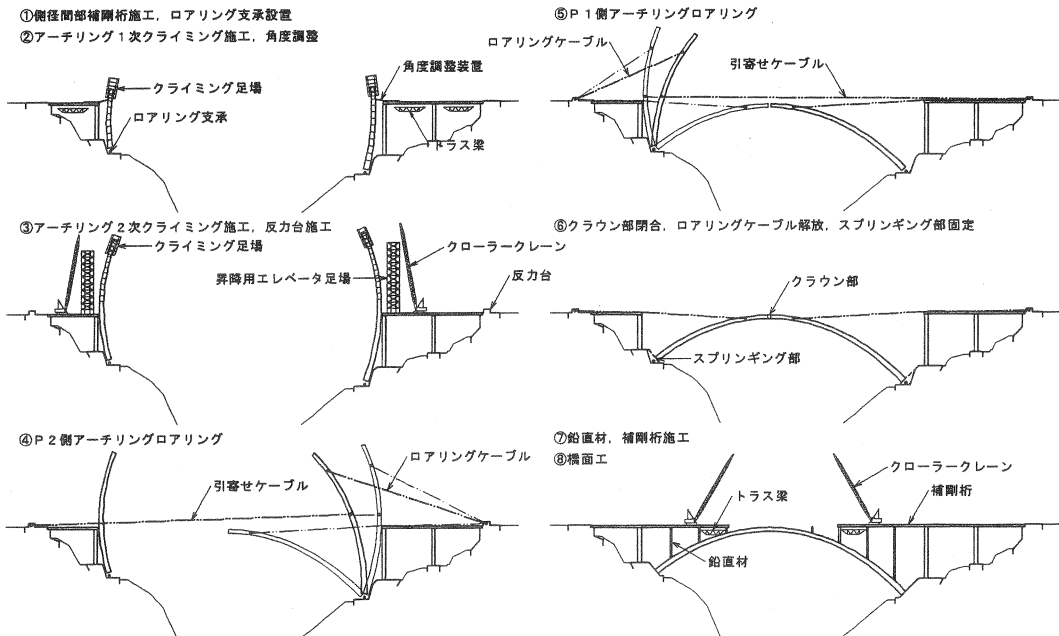 ①側径間部補剛桁施工，ロアリング支承設置
②アーチリング１次クライミング施工，角度調整
角度調整装置
クライミング足場
ロアリング支承
トラス梁
③アーチリング２次クライミング施工，反力台施工
クライミング足場
クローラークレーン
昇降用エレベータ足場
反力台
④Ｐ２側アーチリングロアリング
ロアリングケーブル
引寄せケーブル
⑤Ｐ１側アーチリングロアリング
ロアリングケーブル
引寄せケーブル
⑥クラウン部閉合，ロアリングケーブル解放，スプリンギング部固定
クラウン部
スプリンギング部
⑦鉛直材，補剛桁施工
⑧橋面工
クローラークレーン
トラス梁
補剛桁
鉛直材